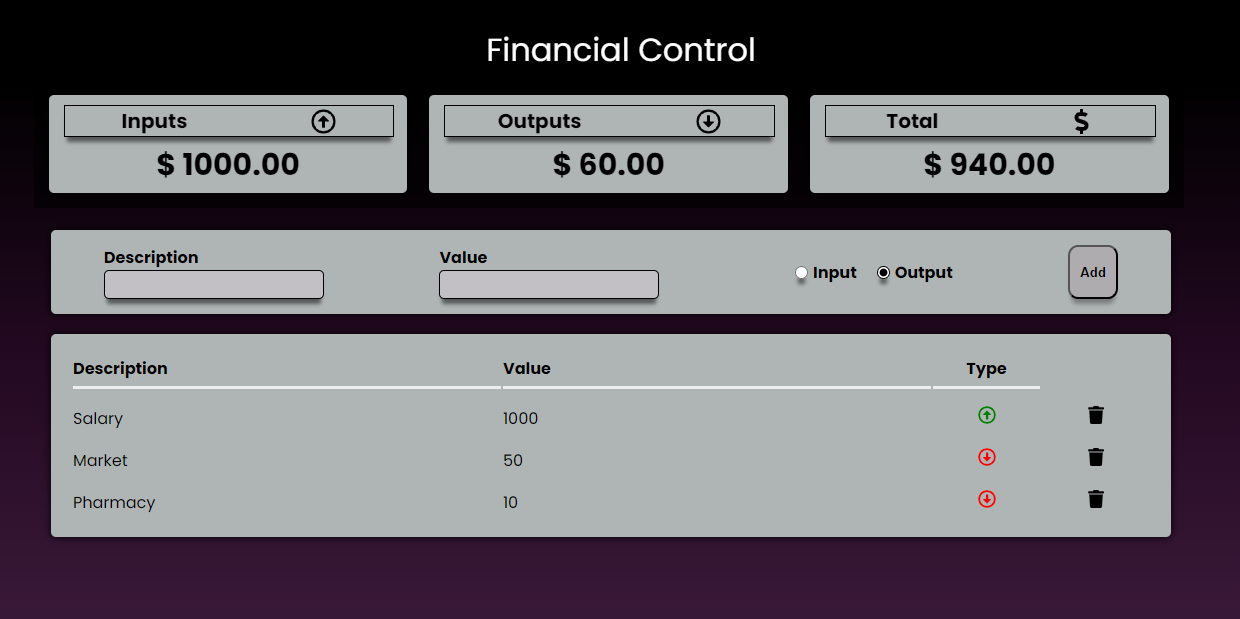 Financial Control
Inputs
$ 1000.00
Outputs
$ 60.00
Total $
$ 940.00
Description
Value
Input Output
Add
Description Value Type
Salary 1000
Market 50
Pharmacy 10